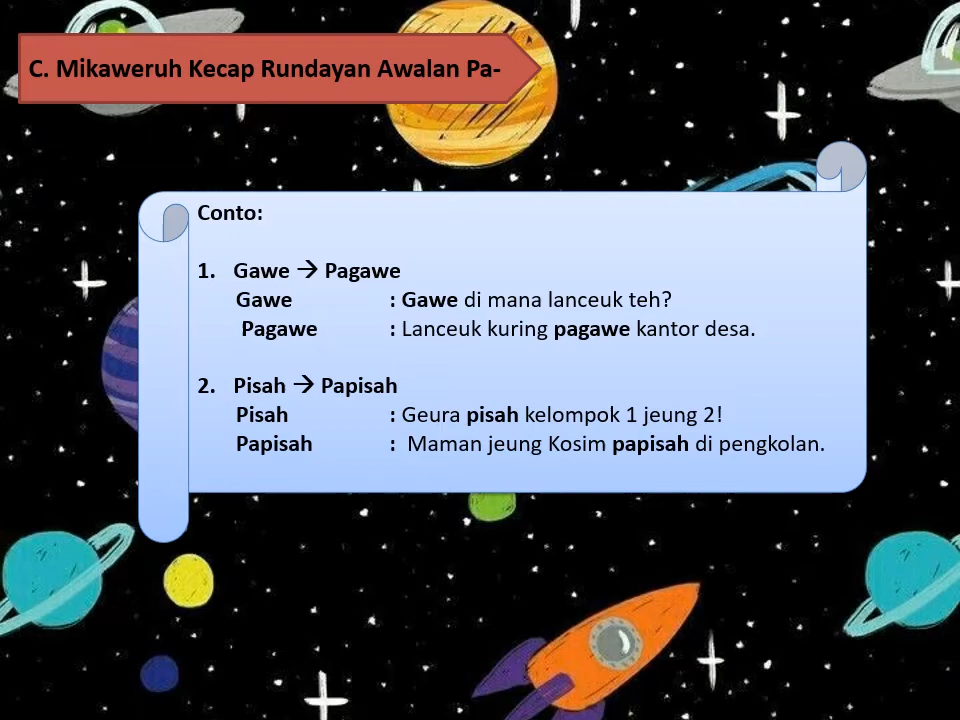 C. Mikaweruh Kecap Rundayan Awalan Pa-
Conto:
1. Gawe → Pagawe
Gawe : Gawe di mana lanceuk teh?
Pagawe : Lanceuk kuring pagawe kantor desa.
2. Pisah → Papisah
Pisah : Geura pisah kelompok 1 jeung 2!
Papisah : Maman jeung Kosim papisah di pengkolan.